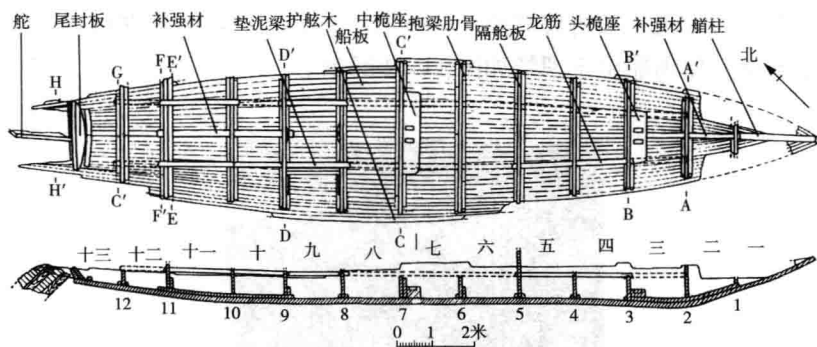 舵 尾封板 补强材 垫泥梁 护舷木 船板 中桅座 抱梁肋骨 隔舱板 龙筋 头桅座 补强材 艏柱
北
H G F E' D' C' B' A'
H' C' F' E D C B A
十三 十二 十一 十 九 八 七 六 五 四 三 二 一
12 11 10 9 8 7 6 5 4 3 2 1
0 1 2米